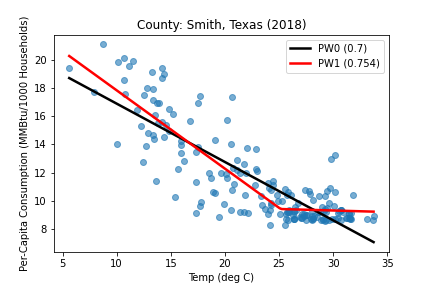 County: Smith, Texas (2018)
Per-Capita Consumption (MMBtu/1000 Households)
20
18
16
14
12
10
8
PW0 (0.7)
PW1 (0.754)
5 10 15 20 25 30 35
Temp (deg C)